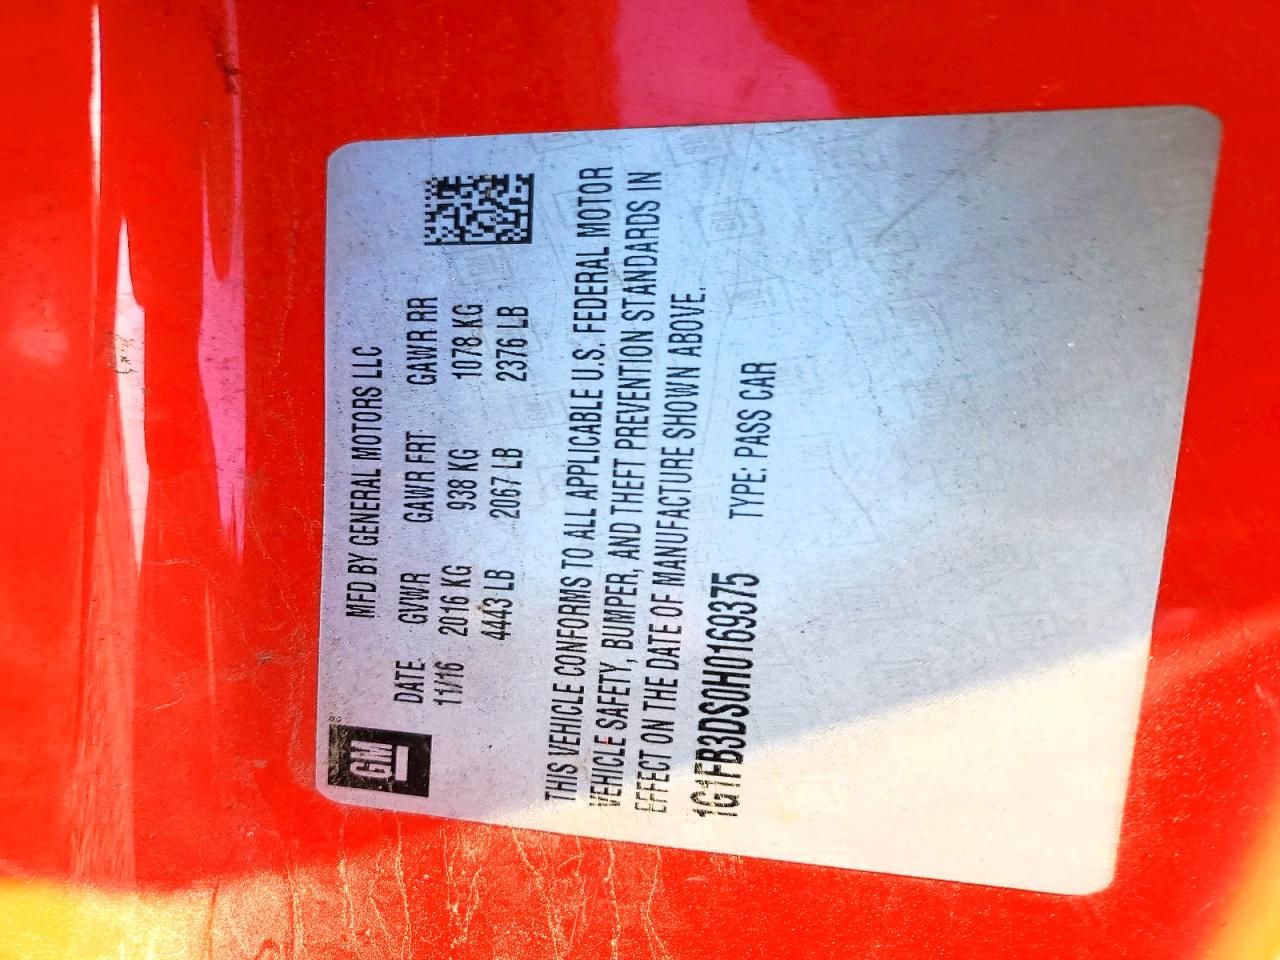 GM
MFD BY GENERAL MOTORS LLC
DATE GVWR GAWR FRT GAWR RR
11/16 2016 KG 938 KG 1078 KG
4443 LB 2067 LB 2376 LB
THIS VEHICLE CONFORMS TO ALL APPLICABLE U.S. FEDERAL MOTOR
VEHICLE SAFETY, BUMPER, AND THEFT PREVENTION STANDARDS IN
EFFECT ON THE DATE OF MANUFACTURE SHOWN ABOVE.
1G1FB3DS0H0169375 TYPE: PASS CAR